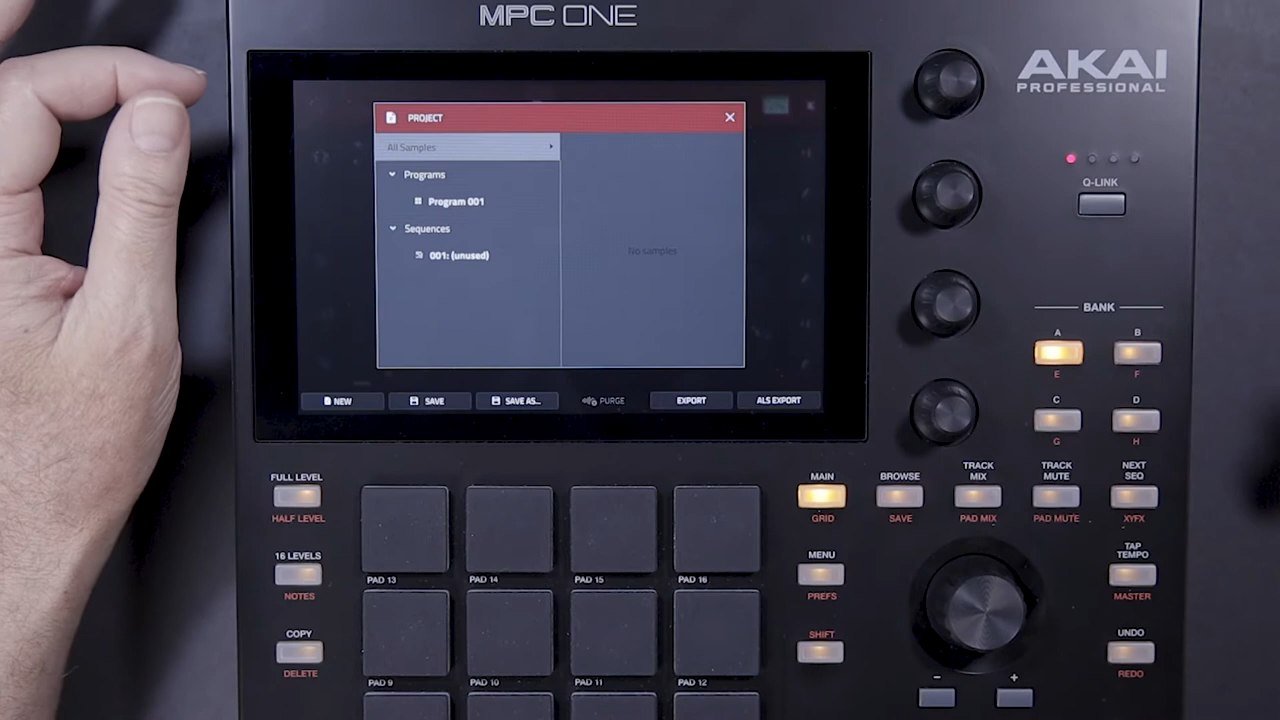 MPC ONE
AKAI
PROFESSIONAL
PROJECT
All Samples
Programs
Program 001
Sequences
001: (unused)
No samples
NEW
SAVE
SAVE AS...
PURGE
EXPORT
ALS EXPORT
Q-LINK
BANK
A
B
E
F
C
D
G
H
FULL LEVEL
HALF LEVEL
16 LEVELS
NOTES
COPY
DELETE
PAD 13
PAD 14
PAD 15
PAD 16
PAD 9
PAD 10
PAD 11
PAD 12
MAIN
GRID
BROWSE
SAVE
TRACK
MIX
PAD MIX
TRACK
MUTE
PAD MUTE
NEXT
SEQ
XYFX
MENU
PREFS
TAP
TEMPO
MASTER
SHIFT
UNDO
REDO
-
+